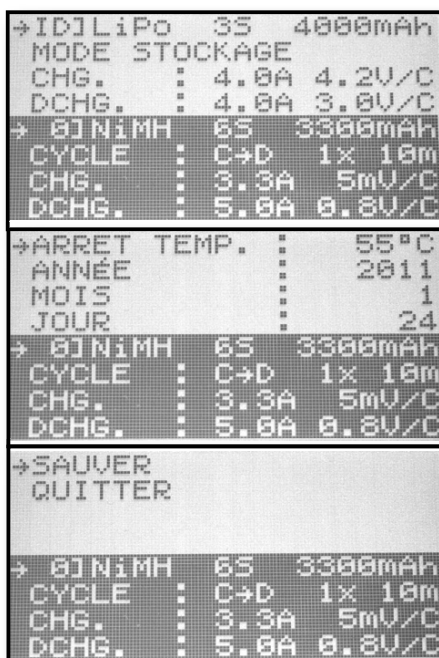 →ID]LiPo 3S 4000mAh
MODE STOCKAGE
CHG. : 4.0A 4.2V/C
DCHG. : 4.0A 3.0V/C
→ 0]NiMH 6S 3300mAh
CYCLE : C→D 1x 10m
CHG. : 3.3A 5mV/C
DCHG. : 5.0A 0.8V/C
→ARRET TEMP. : 55°C
ANNÉE : 2011
MOIS : 1
JOUR : 24
→ 0]NiMH 6S 3300mAh
CYCLE : C→D 1x 10m
CHG. : 3.3A 5mV/C
DCHG. : 5.0A 0.8V/C
→SAUVER
QUITTER
→ 0]NiMH 6S 3300mAh
CYCLE : C→D 1x 10m
CHG. : 3.3A 5mV/C
DCHG. : 5.0A 0.8V/C